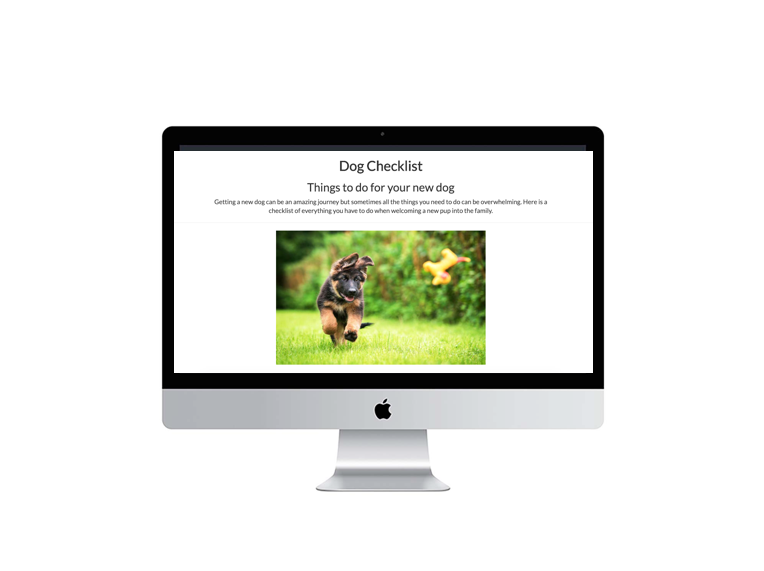 Dog Checklist
Things to do for your new dog
Getting a new dog can be an amazing journey but sometimes all the things you need to do can be overwhelming. Here is a
checklist of everything you have to do when welcoming a new pup into the family.